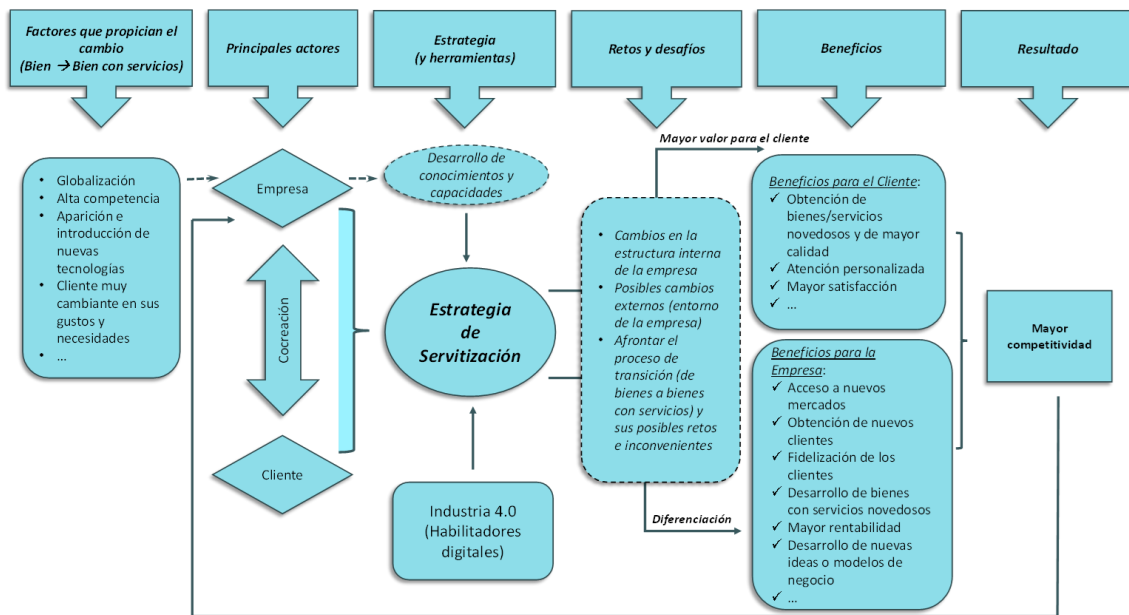 Factores que propician el
cambio
(Bien → Bien con servicios)
Principales actores
Estrategia
(y herramientas)
Retos y desafíos
Beneficios
Resultado
• Globalización
• Alta competencia
• Aparición e
introducción de
nuevas
tecnologías
• Cliente muy
cambiante en sus
gustos y
necesidades
• ...
Empresa
Cocreación
Cliente
Desarrollo de
conocimientos y
capacidades
Estrategia
de
Servitización
Industria 4.0
(Habilitadores
digitales)
• Cambios en la
estructura interna
de la empresa
• Posibles cambios
externos (entorno
de la empresa)
• Afrontar el
proceso de
transición (de
bienes a bienes
con servicios) y
sus posibles retos
e inconvenientes
Mayor valor para el cliente
Diferenciación
Beneficios para el Cliente:
✓ Obtención de
bienes/servicios
novedosos y de mayor
calidad
✓ Atención personalizada
✓ Mayor satisfacción
✓ ...
Beneficios para la
Empresa:
✓ Acceso a nuevos
mercados
✓ Obtención de nuevos
clientes
✓ Fidelización de los
clientes
✓ Desarrollo de bienes
con servicios novedosos
✓ Mayor rentabilidad
✓ Desarrollo de nuevas
ideas o modelos de
negocio
✓ ...
Mayor
competitividad